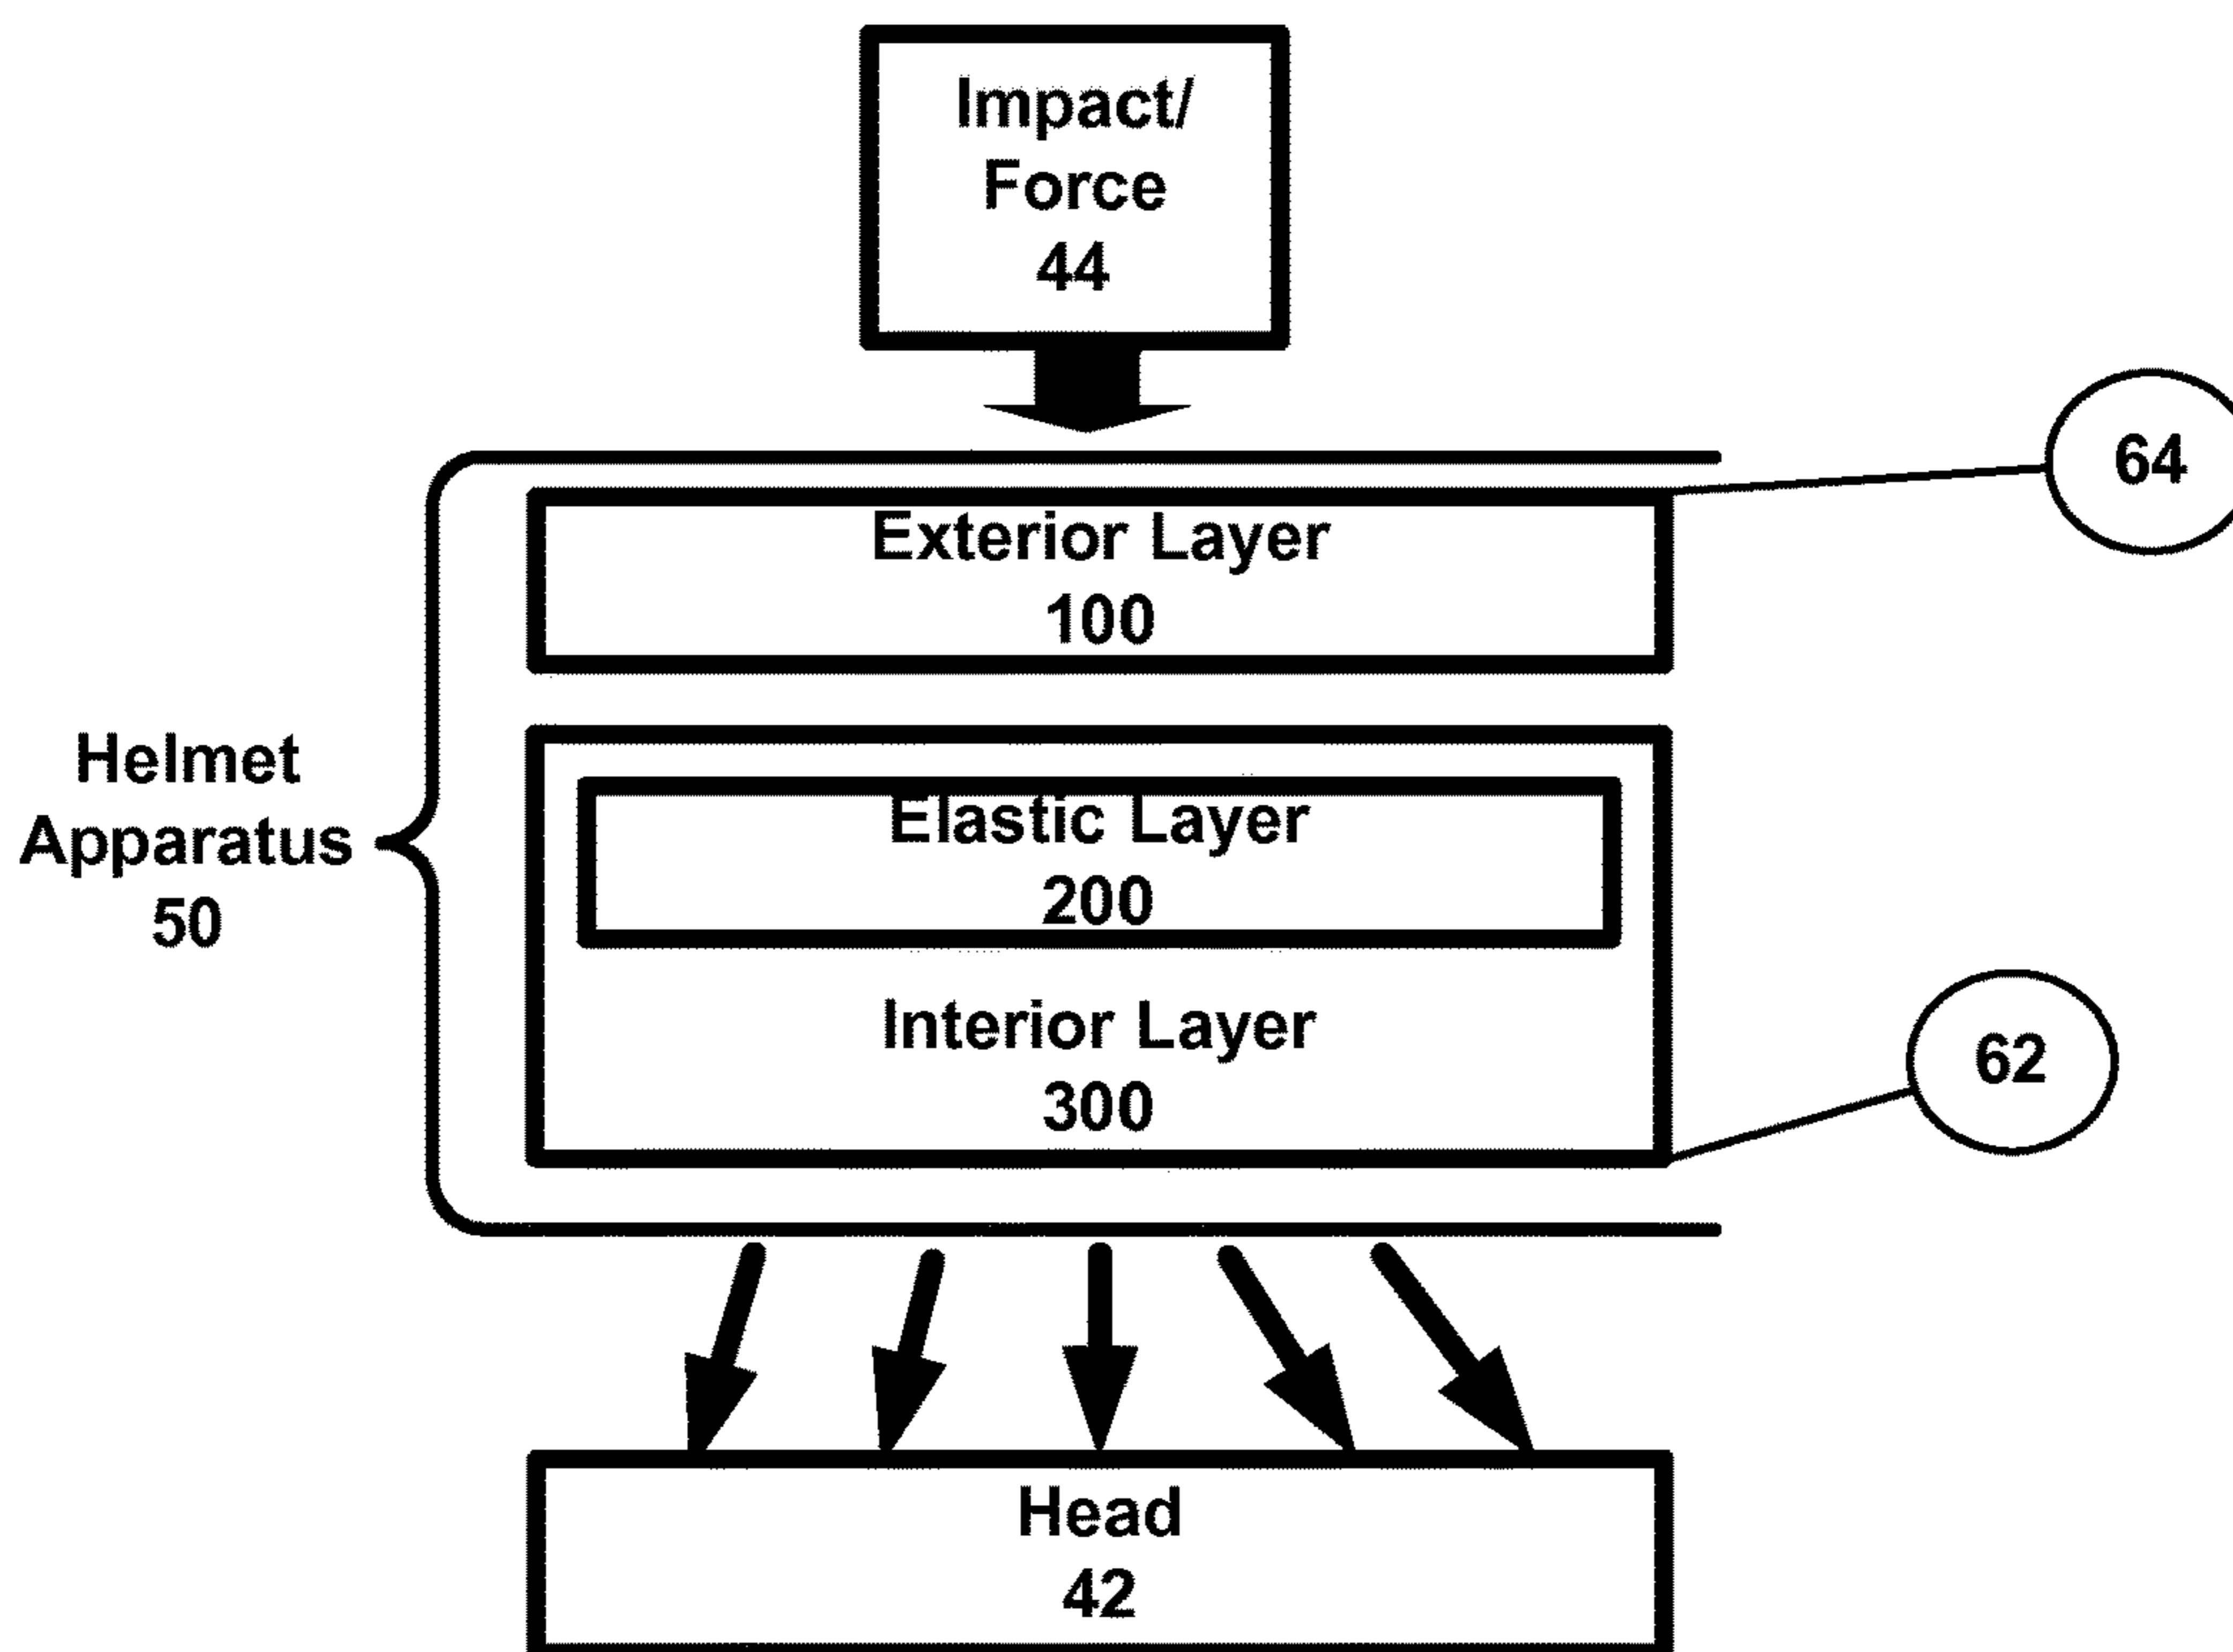 Impact/
Force
44
64
Exterior Layer
100
Helmet
Apparatus
50
Elastic Layer
200
Interior Layer
300
62
Head
42